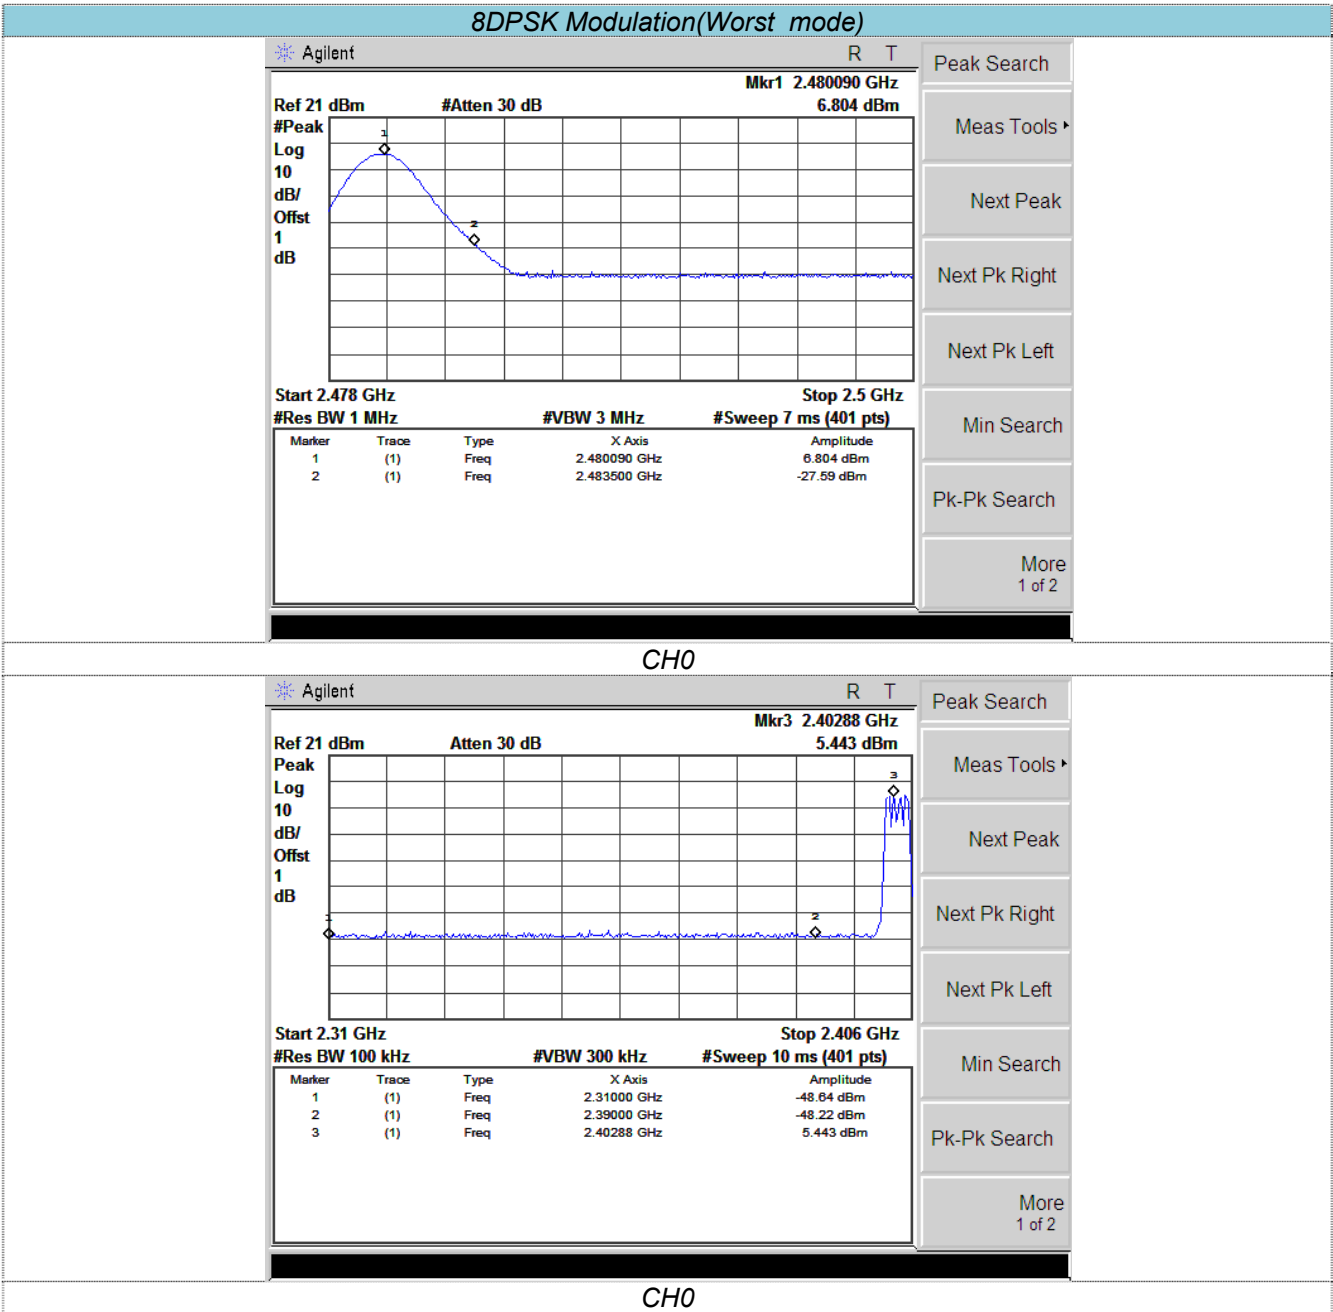 8DPSK Modulation(Worst mode)
Agilent R T
Peak Search
Mkr1 2.480090 GHz
Ref 21 dBm #Atten 30 dB 6.804 dBm
#Peak
Log
10
dB/
Offst
1
dB
1
2
Meas Tools
Next Peak
Next Pk Right
Next Pk Left
Min Search
Pk-Pk Search
More
1 of 2
Start 2.478 GHz Stop 2.5 GHz
#Res BW 1 MHz #VBW 3 MHz #Sweep 7 ms (401 pts)
Marker Trace Type X Axis Amplitude
1 (1) Freq 2.480090 GHz 6.804 dBm
2 (1) Freq 2.483500 GHz -27.59 dBm
CH0
Agilent R T
Peak Search
Mkr3 2.40288 GHz
Ref 21 dBm Atten 30 dB 5.443 dBm
Peak
Log
10
dB/
Offst
1
dB
1
2
3
Meas Tools
Next Peak
Next Pk Right
Next Pk Left
Min Search
Pk-Pk Search
More
1 of 2
Start 2.31 GHz Stop 2.406 GHz
#Res BW 100 kHz #VBW 300 kHz #Sweep 10 ms (401 pts)
Marker Trace Type X Axis Amplitude
1 (1) Freq 2.31000 GHz -48.64 dBm
2 (1) Freq 2.39000 GHz -48.22 dBm
3 (1) Freq 2.40288 GHz 5.443 dBm
CH0